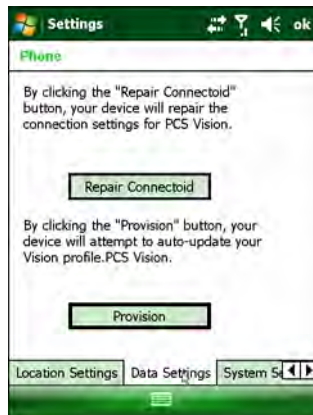 Settings
ok
Phone
By clicking the "Repair Connectoid"
button, your device will repair the
connection settings for PCS Vision.
Repair Connectoid
By clicking the "Provision" button, your
device will attempt to auto-update your
Vision profile.PCS Vision.
Provision
Location Settings Data Settings System Se